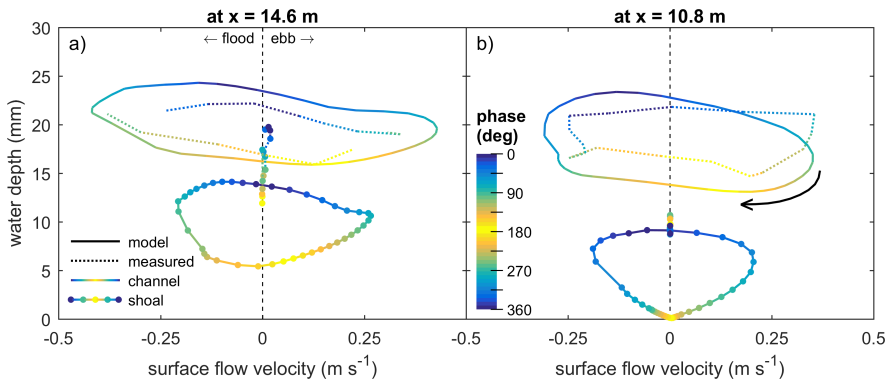 at x = 14.6 m
at x = 10.8 m
a)
← flood
ebb →
b)
30
25
20
15
10
5
0
water depth (mm)
model
measured
channel
shoal
phase
(deg)
0
90
180
270
360
-0.5
-0.25
0
0.25
-0.5
-0.25
0
0.25
0.5
surface flow velocity (m s⁻¹)
surface flow velocity (m s⁻¹)